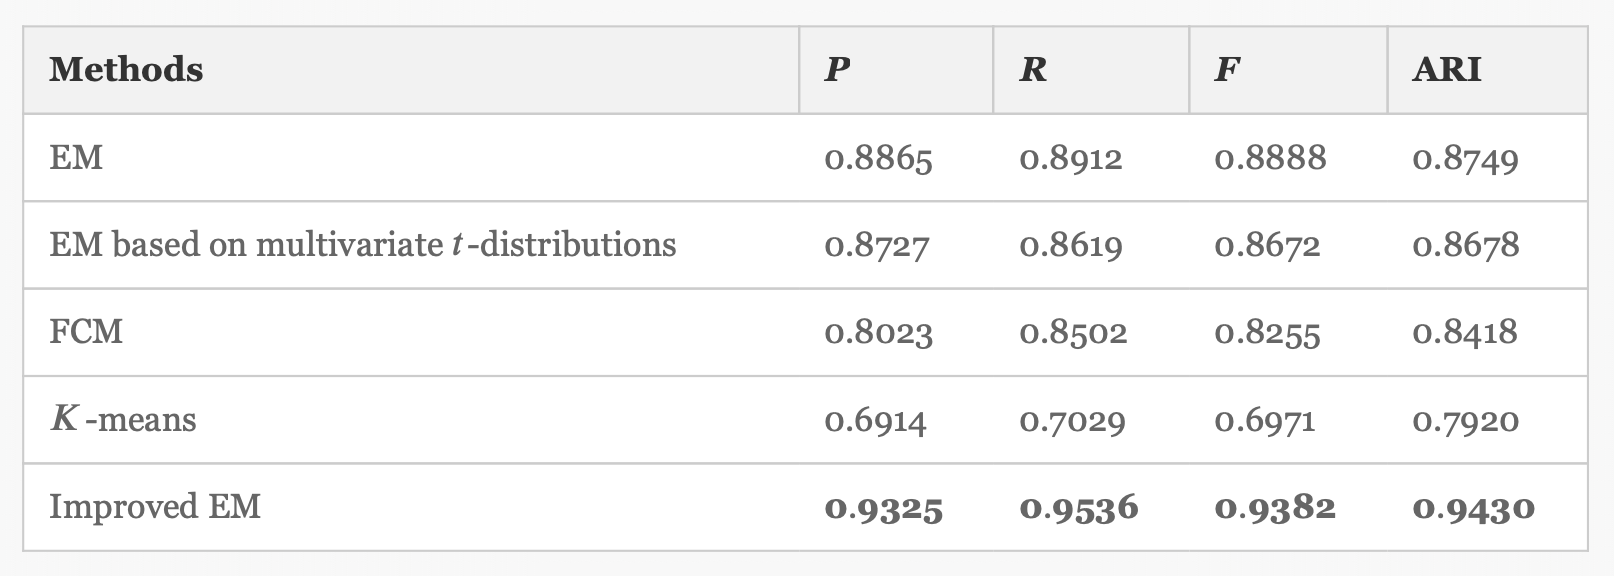 Methods P R F ARI
EM 0.8865 0.8912 0.8888 0.8749
EM based on multivariate t-distributions 0.8727 0.8619 0.8672 0.8678
FCM 0.8023 0.8502 0.8255 0.8418
K-means 0.6914 0.7029 0.6971 0.7920
Improved EM 0.9325 0.9536 0.9382 0.9430